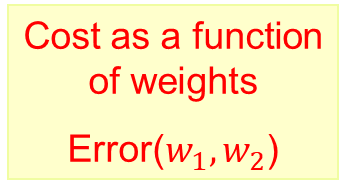 Cost as a function
of weights
Error(w₁, w₂)